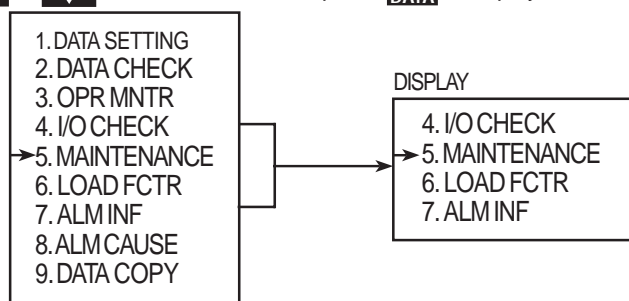 1. DATA SETTING
2. DATA CHECK
3. OPR MNTR
4. I/O CHECK
5. MAINTENANCE
6. LOAD FCTR
7. ALM INF
8. ALM CAUSE
9. DATA COPY
DISPLAY
4. I/O CHECK
5. MAINTENANCE
6. LOAD FCTR
7. ALM INF